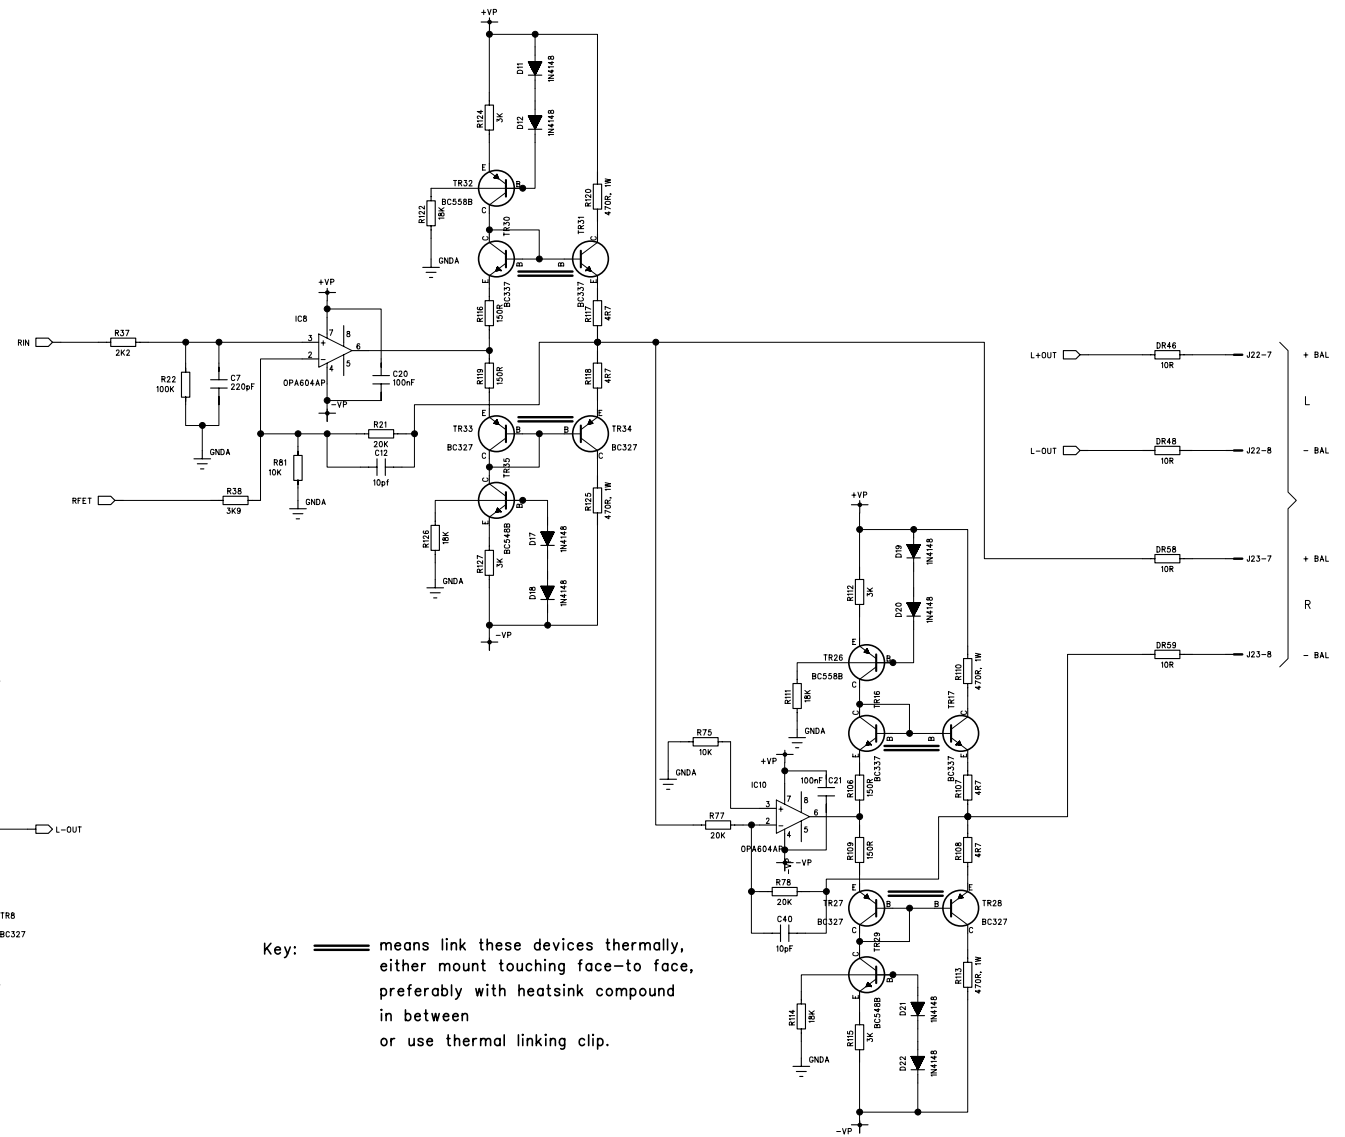 +VP
D11
1N4148
R124
3K
D12
1N4148
E
TR32
B
BC558B
C
R122
18K
GNDA
R120
470R, 1W
TR30
TR31
C
C
B
B
E
E
BC337
BC337
+VP
IC8
R116
150R
R117
4R7
RIN
R37
2K2
3
+
7
8
6
2
−
4
5
OPA604AP
R22
100K
C7
220pF
C20
100nF
−VP
R119
150R
R118
4R7
GNDA
R21
20K
C12
10pf
R81
10K
GNDA
RFET
R38
3K9
E
E
TR33
B
B
TR34
BC327
BC327
C
C
TR35
C
B
E
BC548B
R126
18K
GNDA
R127
3K
D17
1N4148
D18
1N4148
R125
470R, 1W
−VP
L+OUT
DR46
10R
J22-7
+ BAL
L
L-OUT
DR48
10R
J22-8
− BAL
DR58
10R
J23-7
+ BAL
R
DR59
10R
J23-8
− BAL
+VP
D19
1N4148
R112
3K
D20
1N4148
E
TR26
B
BC558B
C
R111
18K
GNDA
R110
470R, 1W
TR16
TR17
C
C
B
B
E
E
BC337
BC337
R75
10K
GNDA
+VP
IC10
100nF
C21
R106
150R
R107
4R7
3
+
7
8
6
2
−
4
5
R77
20K
OPA604AP
−VP
−VP
R109
150R
R108
4R7
R78
20K
C40
10pF
E
E
TR27
B
B
TR28
BC327
BC327
C
C
TR29
C
B
E
BC548B
R114
18K
GNDA
R115
3K
D21
1N4148
D22
1N4148
R113
470R, 1W
−VP
L-OUT
TR8
BC327
Key:
means link these devices thermally,
either mount touching face-to face,
preferably with heatsink compound
in between
or use thermal linking clip.